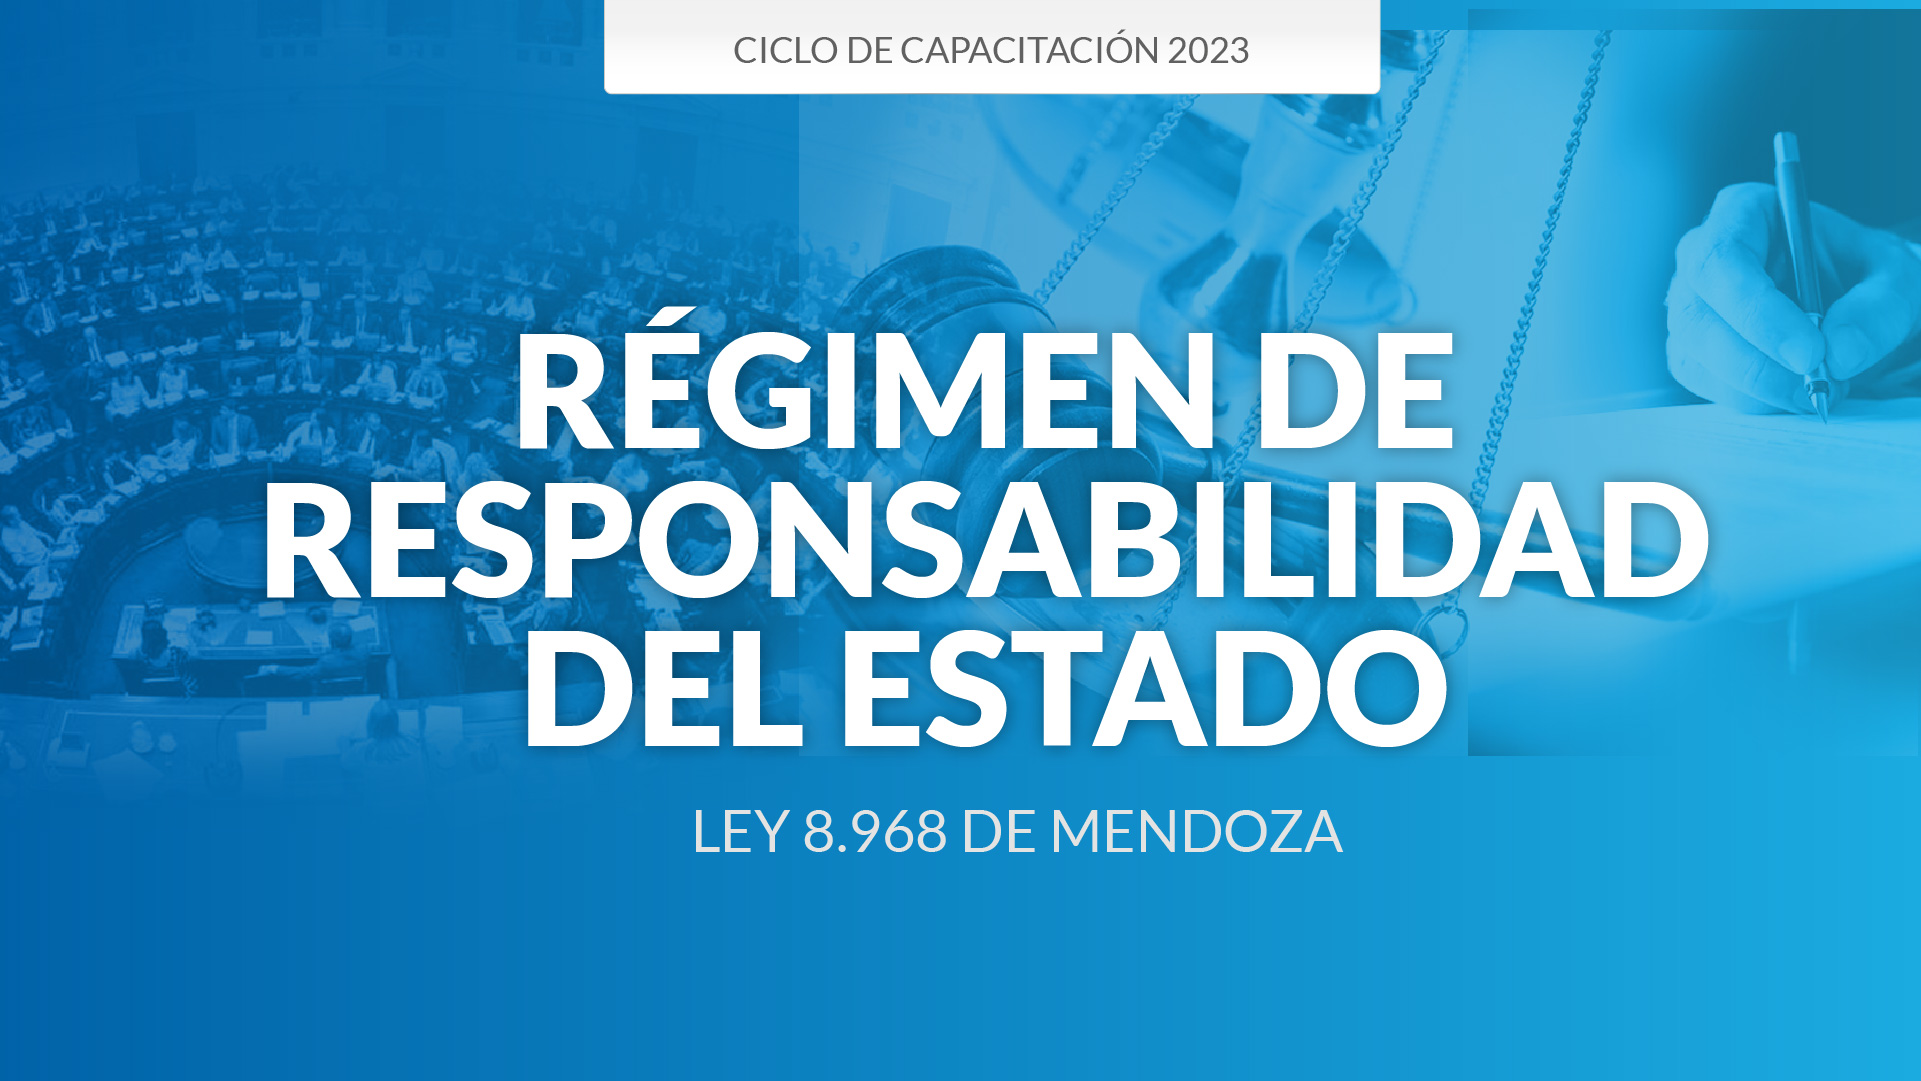 CICLO DE CAPACITACIÓN 2023
RÉGIMEN DE
RESPONSABILIDAD
DEL ESTADO
LEY 8.968 DE MENDOZA